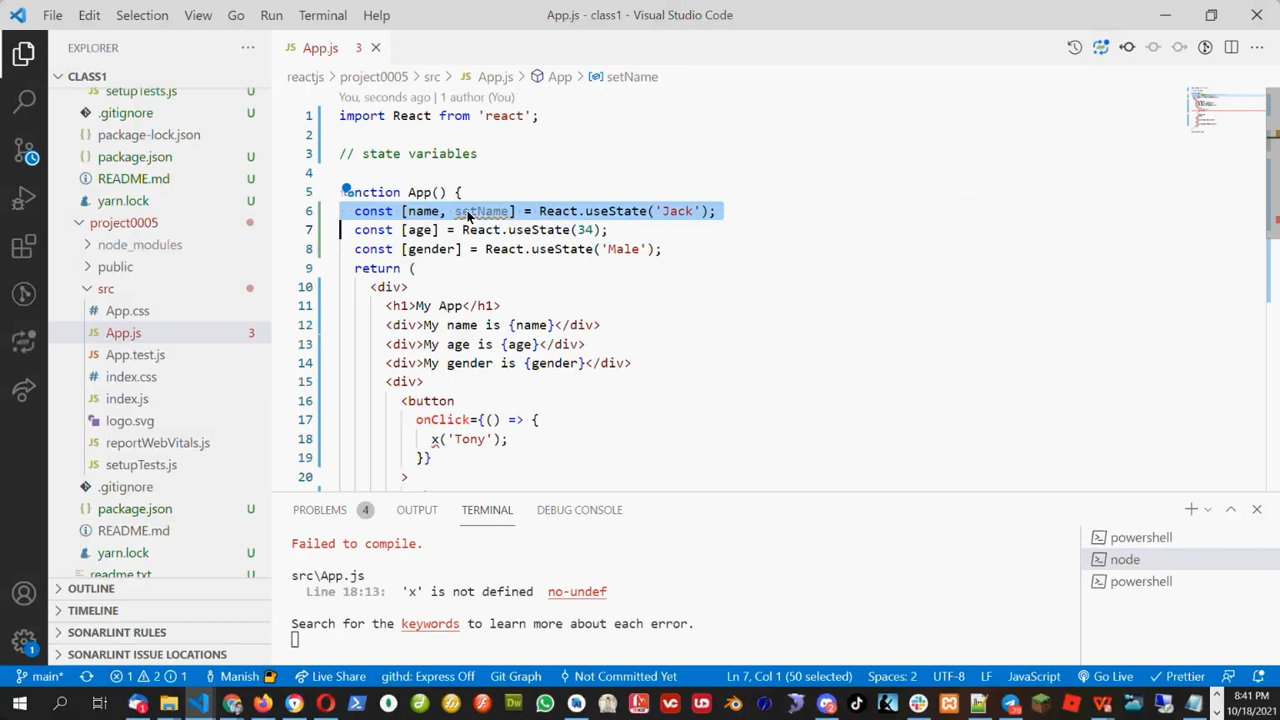 File Edit Selection View Go Run Terminal Help
App.js - class1 - Visual Studio Code
EXPLORER
CLASS1
setupTests.js U
.gitignore U
package-lock.json
package.json U
README.md U
yarn.lock U
project0005
node_modules
public
src
App.css
App.js 3
App.test.js
index.css
index.js
logo.svg
reportWebVitals.js
setupTests.js
.gitignore
package.json U
README.md
yarn.lock U
readme.txt
OUTLINE
TIMELINE
SONARLINT RULES
SONARLINT ISSUE LOCATIONS
JS App.js 3
reactjs > project0005 > src > JS App.js > App > setName
You, seconds ago | 1 author (You)
1 import React from 'react';
2
3 // state variables
4
5 nction App() {
6 const [name, setName] = React.useState('Jack');
7 const [age] = React.useState(34);
8 const [gender] = React.useState('Male');
9 return (
10 <div>
11 <h1>My App</h1>
12 <div>My name is {name}</div>
13 <div>My age is {age}</div>
14 <div>My gender is {gender}</div>
15 <div>
16 <button
17 onClick={() => {
18 x('Tony');
19 }}
20 >
PROBLEMS 4 OUTPUT TERMINAL DEBUG CONSOLE
Failed to compile.
src\App.js
Line 18:13: 'x' is not defined no-undef
Search for the keywords to learn more about each error.
powershell
node
powershell
main* 1 2 1 Manish githd: Express Off Live Share Git Graph Not Committed Yet Ln 7, Col 1 (50 selected) Spaces: 2 UTF-8 LF JavaScript Go Live Prettier
8:41 PM
10/18/2021